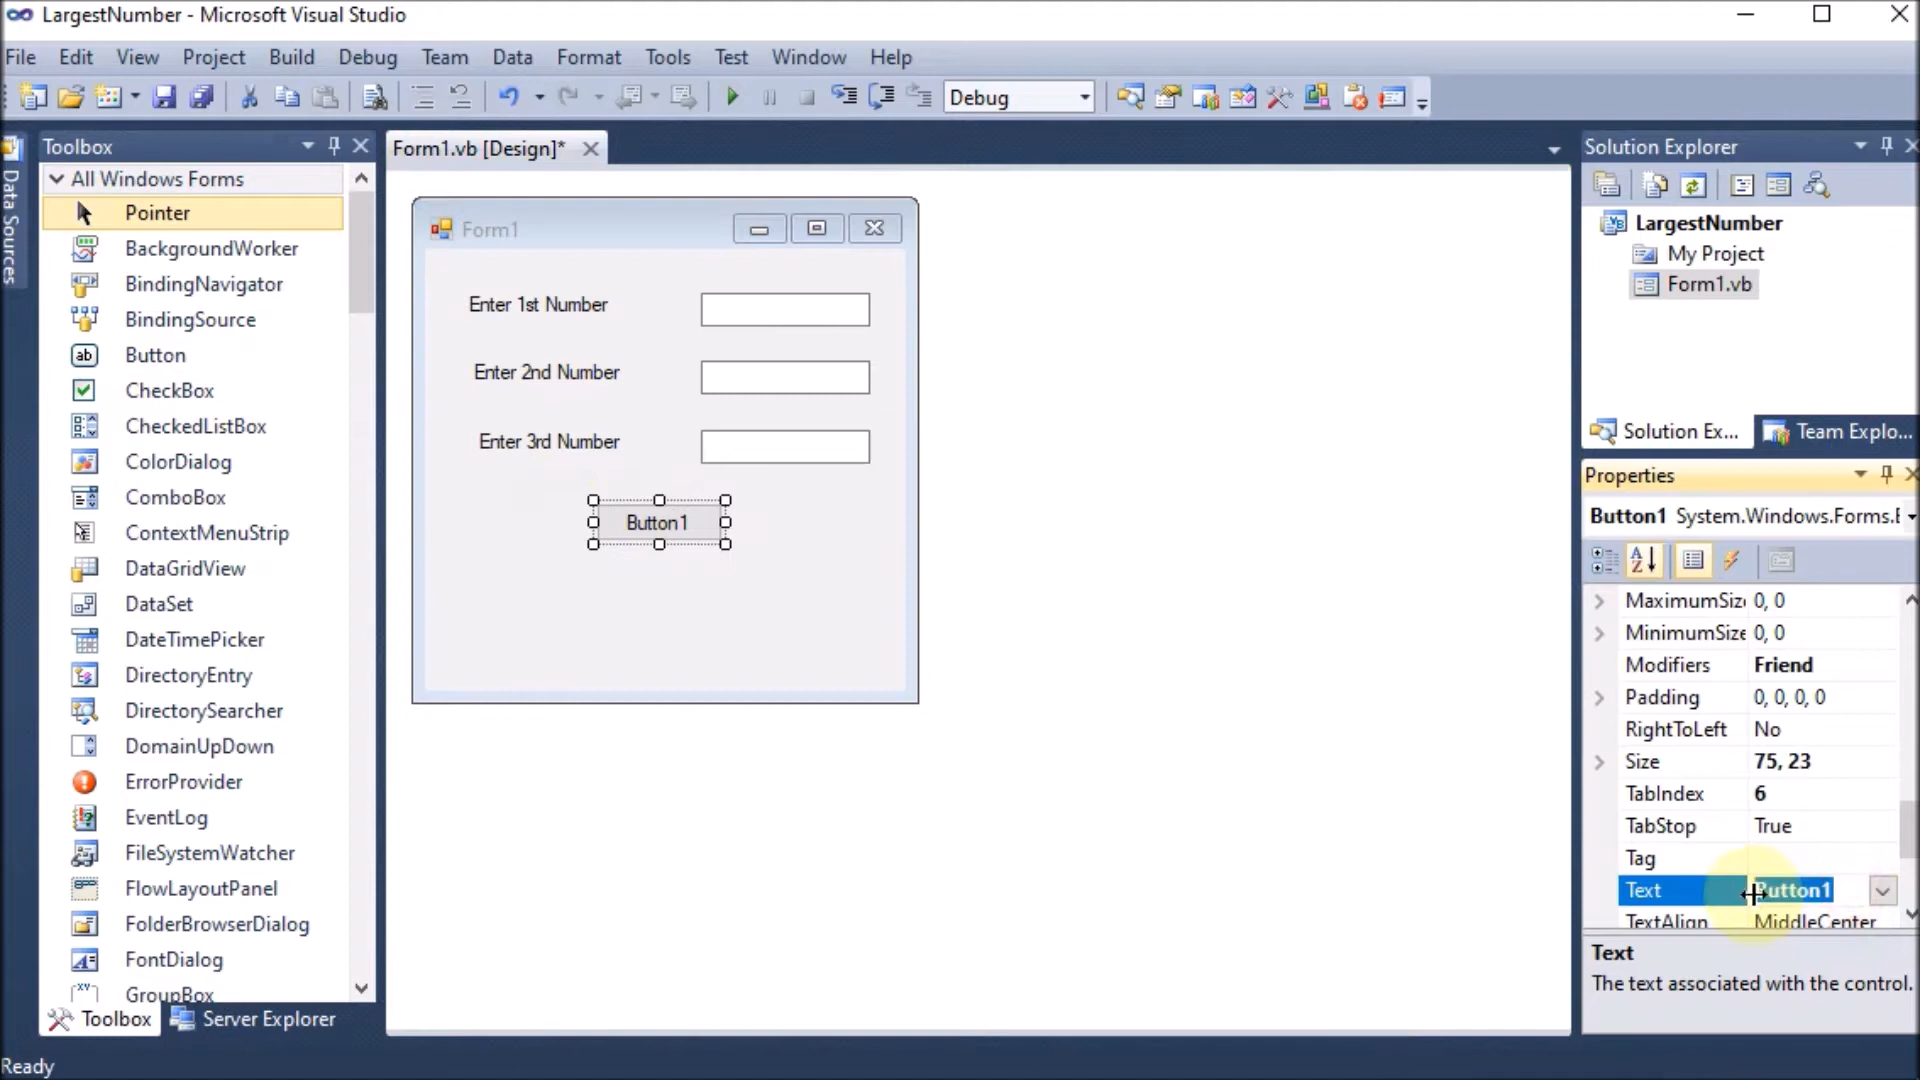 LargestNumber - Microsoft Visual Studio
File Edit View Project Build Debug Team Data Format Tools Test Window Help
Debug
Data Sources
Toolbox
All Windows Forms
Pointer
BackgroundWorker
BindingNavigator
BindingSource
ab Button
CheckBox
CheckedListBox
ColorDialog
ComboBox
ContextMenuStrip
DataGridView
DataSet
DateTimePicker
DirectoryEntry
DirectorySearcher
DomainUpDown
ErrorProvider
EventLog
FileSystemWatcher
FlowLayoutPanel
FolderBrowserDialog
FontDialog
GroupBox
Toolbox Server Explorer
Form1.vb [Design]*
Form1
Enter 1st Number
Enter 2nd Number
Enter 3rd Number
Button1
Solution Explorer
LargestNumber
My Project
Form1.vb
Solution Ex... Team Explo...
Properties
Button1 System.Windows.Forms.
MaximumSiz 0, 0
MinimumSize 0, 0
Modifiers Friend
Padding 0, 0, 0, 0
RightToLeft No
Size 75, 23
TabIndex 6
TabStop True
Tag
Text Button1
TextAlign MiddleCenter
Text
The text associated with the control.
Ready